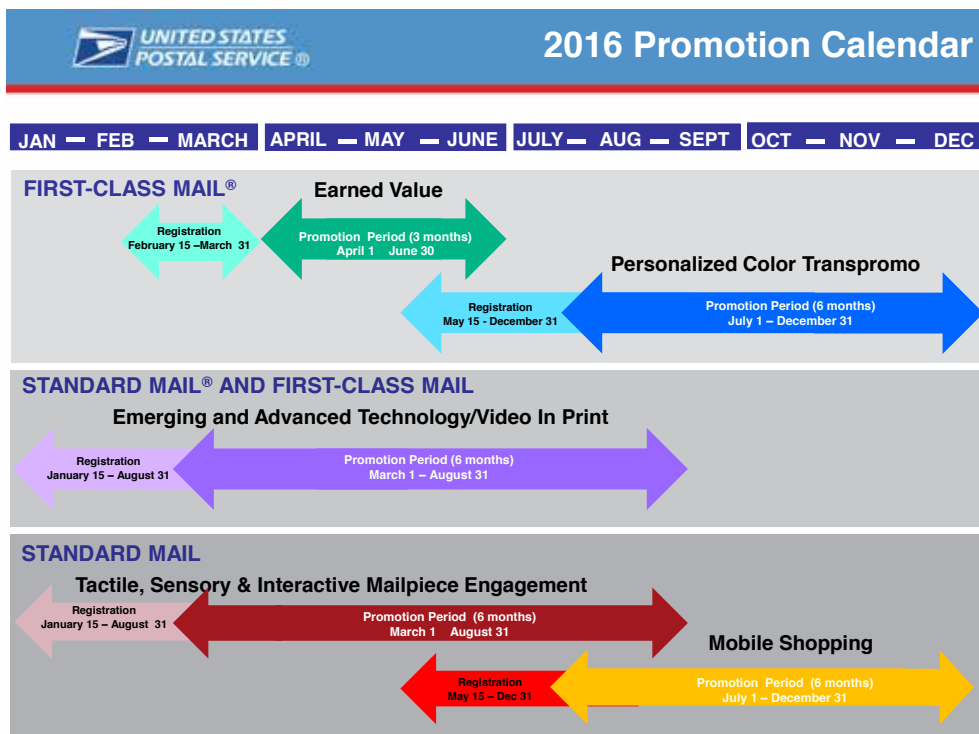 UNITED STATES
POSTAL SERVICE ®
2016 Promotion Calendar
JAN — FEB — MARCH APRIL — MAY — JUNE JULY — AUG — SEPT OCT — NOV — DEC
FIRST-CLASS MAIL®
Earned Value
Registration
February 15 –March 31
Promotion Period (3 months)
April 1 June 30
Personalized Color Transpromo
Registration
May 15 - December 31
Promotion Period (6 months)
July 1 – December 31
STANDARD MAIL® AND FIRST-CLASS MAIL
Emerging and Advanced Technology/Video In Print
Registration
January 15 – August 31
Promotion Period (6 months)
March 1 – August 31
STANDARD MAIL
Tactile, Sensory & Interactive Mailpiece Engagement
Registration
January 15 – August 31
Promotion Period (6 months)
March 1 August 31
Mobile Shopping
Registration
May 15 – Dec 31
Promotion Period (6 months)
July 1 – December 31